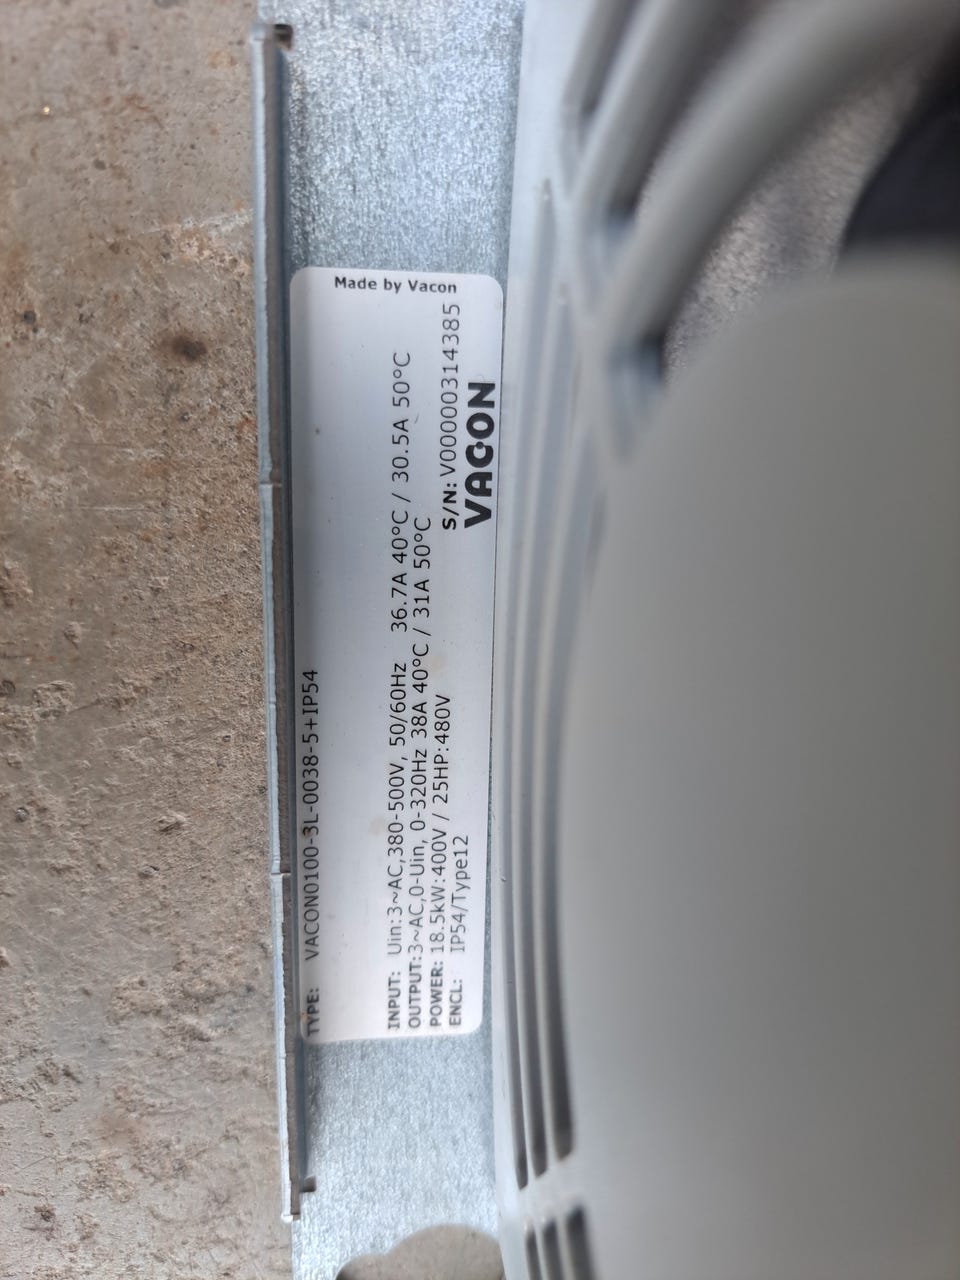 TYPE: VACON0100-3L-0038-5+IP54
INPUT: Uin:3~AC,380-500V, 50/60Hz 36.7A 40°C / 30.5A 50°C
OUTPUT:3~AC,0-Uin, 0-320Hz 38A 40°C / 31A 50°C
POWER: 18.5kW:400V / 25HP:480V
ENCL: IP54/Type12
S/N: V00000314385
VACON
Made by Vacon